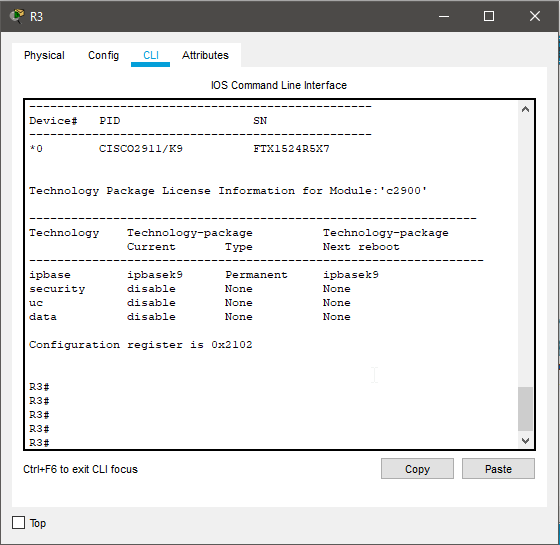 R3
Physical Config CLI Attributes
IOS Command Line Interface
-------------------------------------------------
Device#   PID                   SN
-------------------------------------------------
*0        CISCO2911/K9          FTX1524R5X7
Technology Package License Information for Module:'c2900'
----------------------------------------------------------------
Technology    Technology-package          Technology-package
              Current       Type          Next reboot
-----------------------------------------------------------------
ipbase        ipbasek9      Permanent     ipbasek9
security      disable       None          None
uc            disable       None          None
data          disable       None          None
Configuration register is 0x2102
R3#
R3#
R3#
R3#
R3#
Ctrl+F6 to exit CLI focus Copy Paste
Top